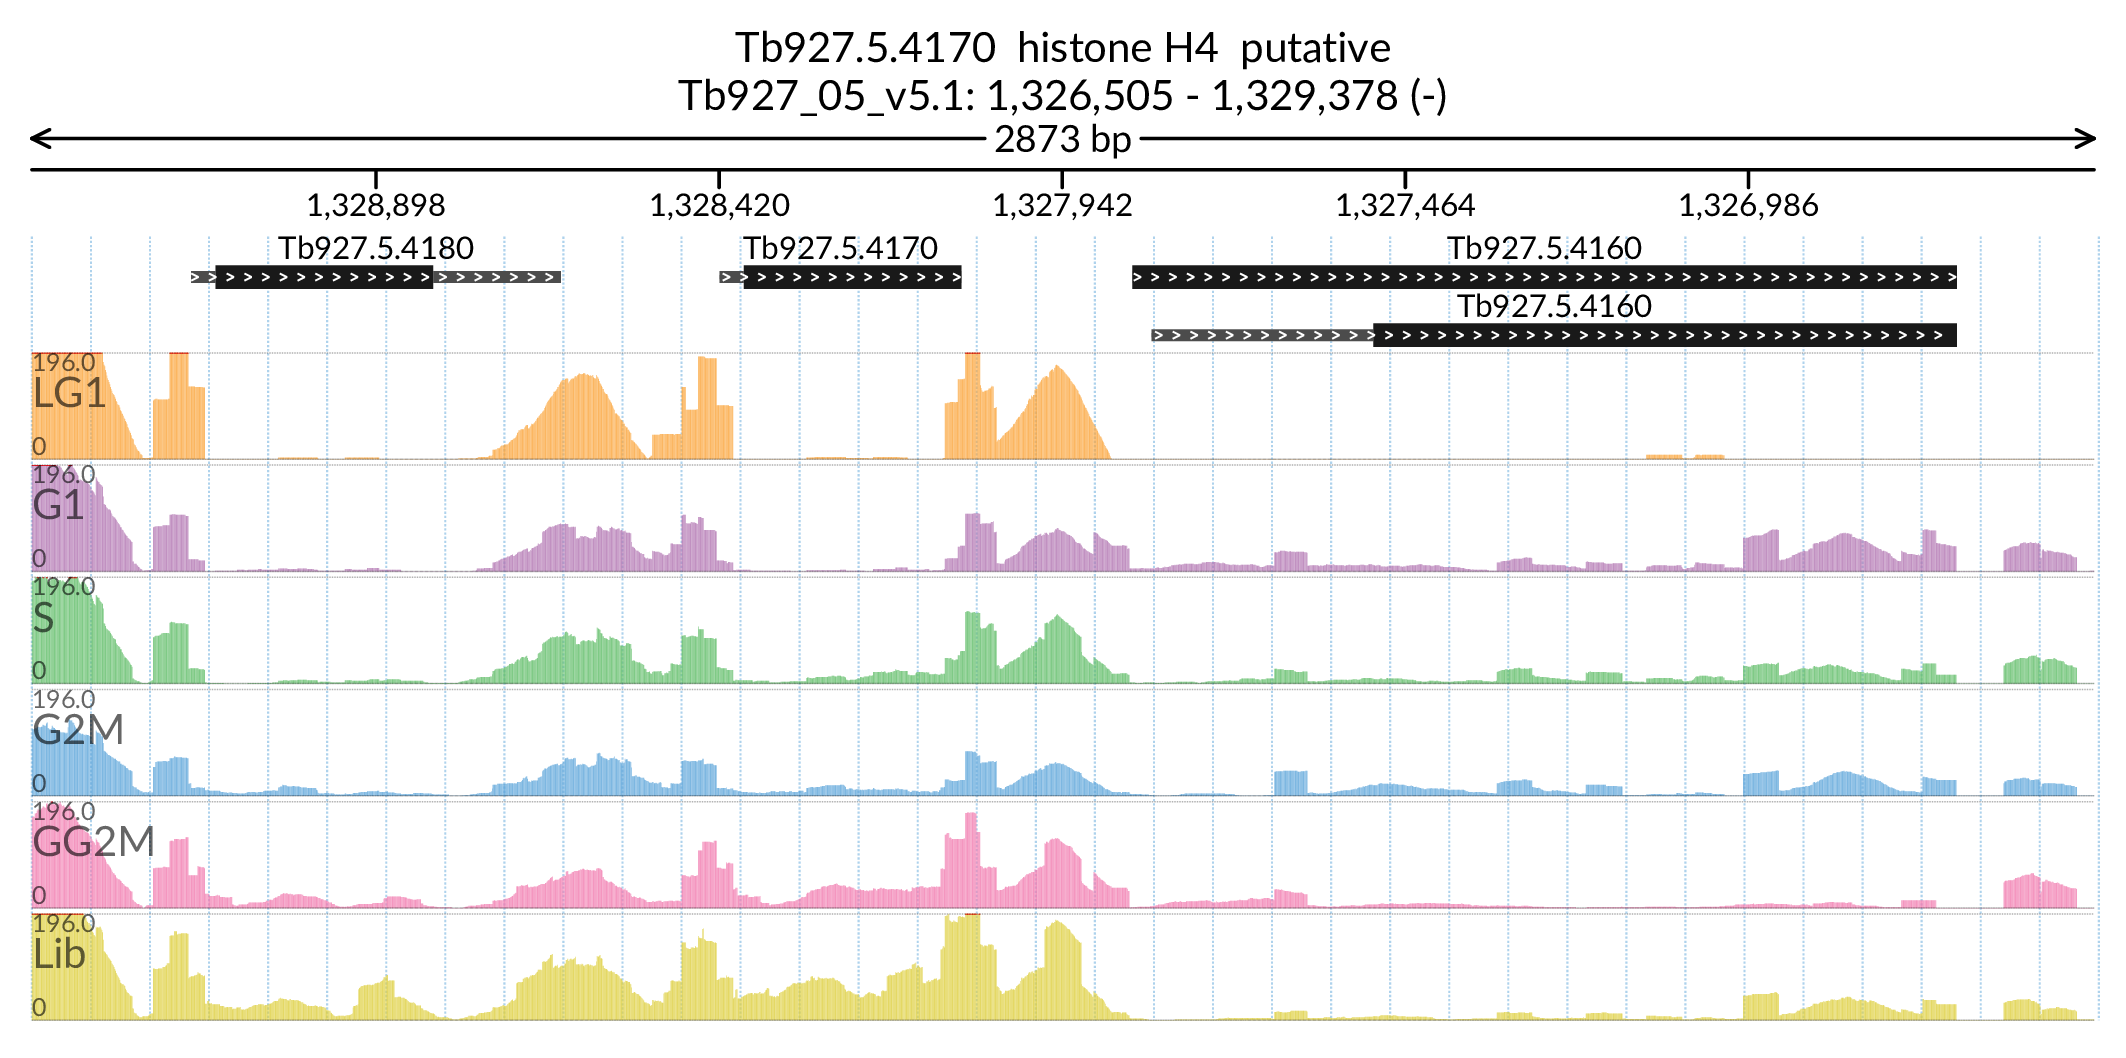 Tb927.5.4170  histone H4  putative
Tb927_05_v5.1: 1,326,505 - 1,329,378 (-)
2873 bp
1,328,898 1,328,420 1,327,942 1,327,464 1,326,986
Tb927.5.4180 Tb927.5.4170 Tb927.5.4160
Tb927.5.4160
196.0
LG1
0
196.0
G1
0
196.0
S
0
196.0
G2M
0
196.0
GG2M
0
196.0
Lib
0